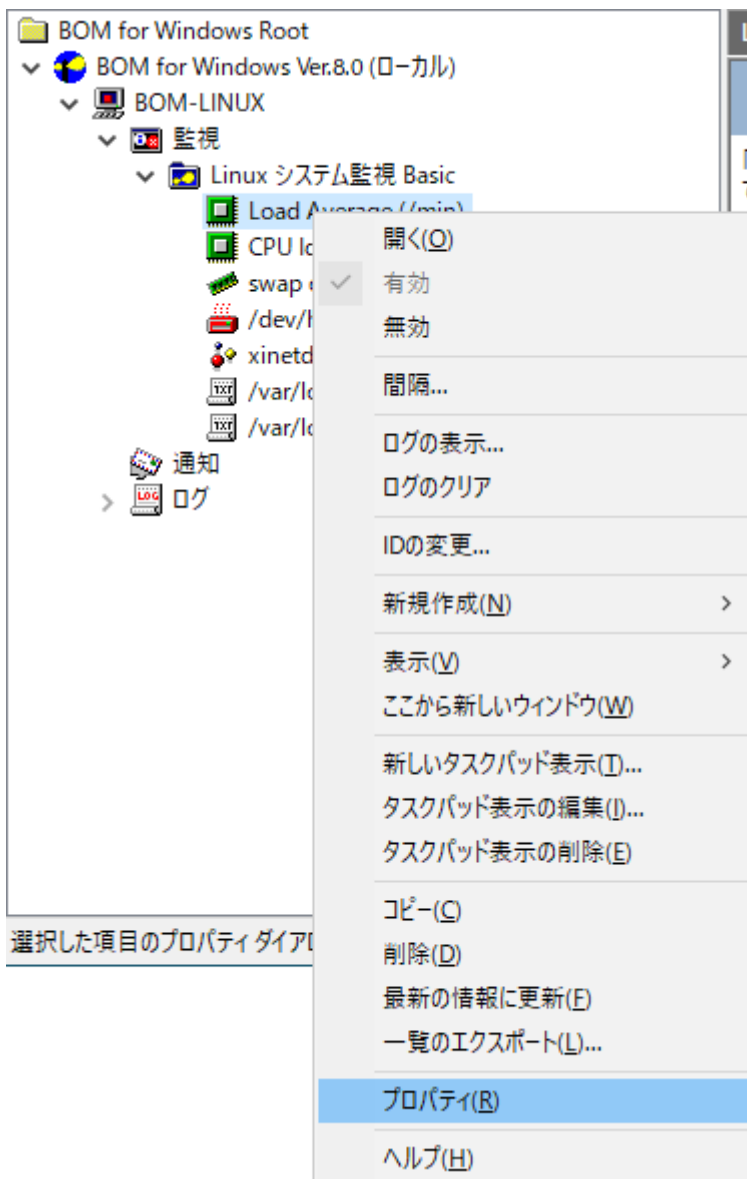 BOM for Windows Root
BOM for Windows Ver.8.0 (ローカル)
BOM-LINUX
監視
Linux システム監視 Basic
Load Average (/min)
CPU
swap
/dev/
xinetd
/var/
/var/
通知
ログ
選択した項目のプロパティ
開く(O)
有効
無効
間隔...
ログの表示...
ログのクリア
IDの変更...
新規作成(N)
表示(V)
ここから新しいウィンドウ(W)
新しいタスクパッド表示(T)...
タスクパッド表示の編集(I)...
タスクパッド表示の削除(E)
コピー(C)
削除(D)
最新の情報に更新(F)
一覧のエクスポート(L)...
プロパティ(R)
ヘルプ(H)